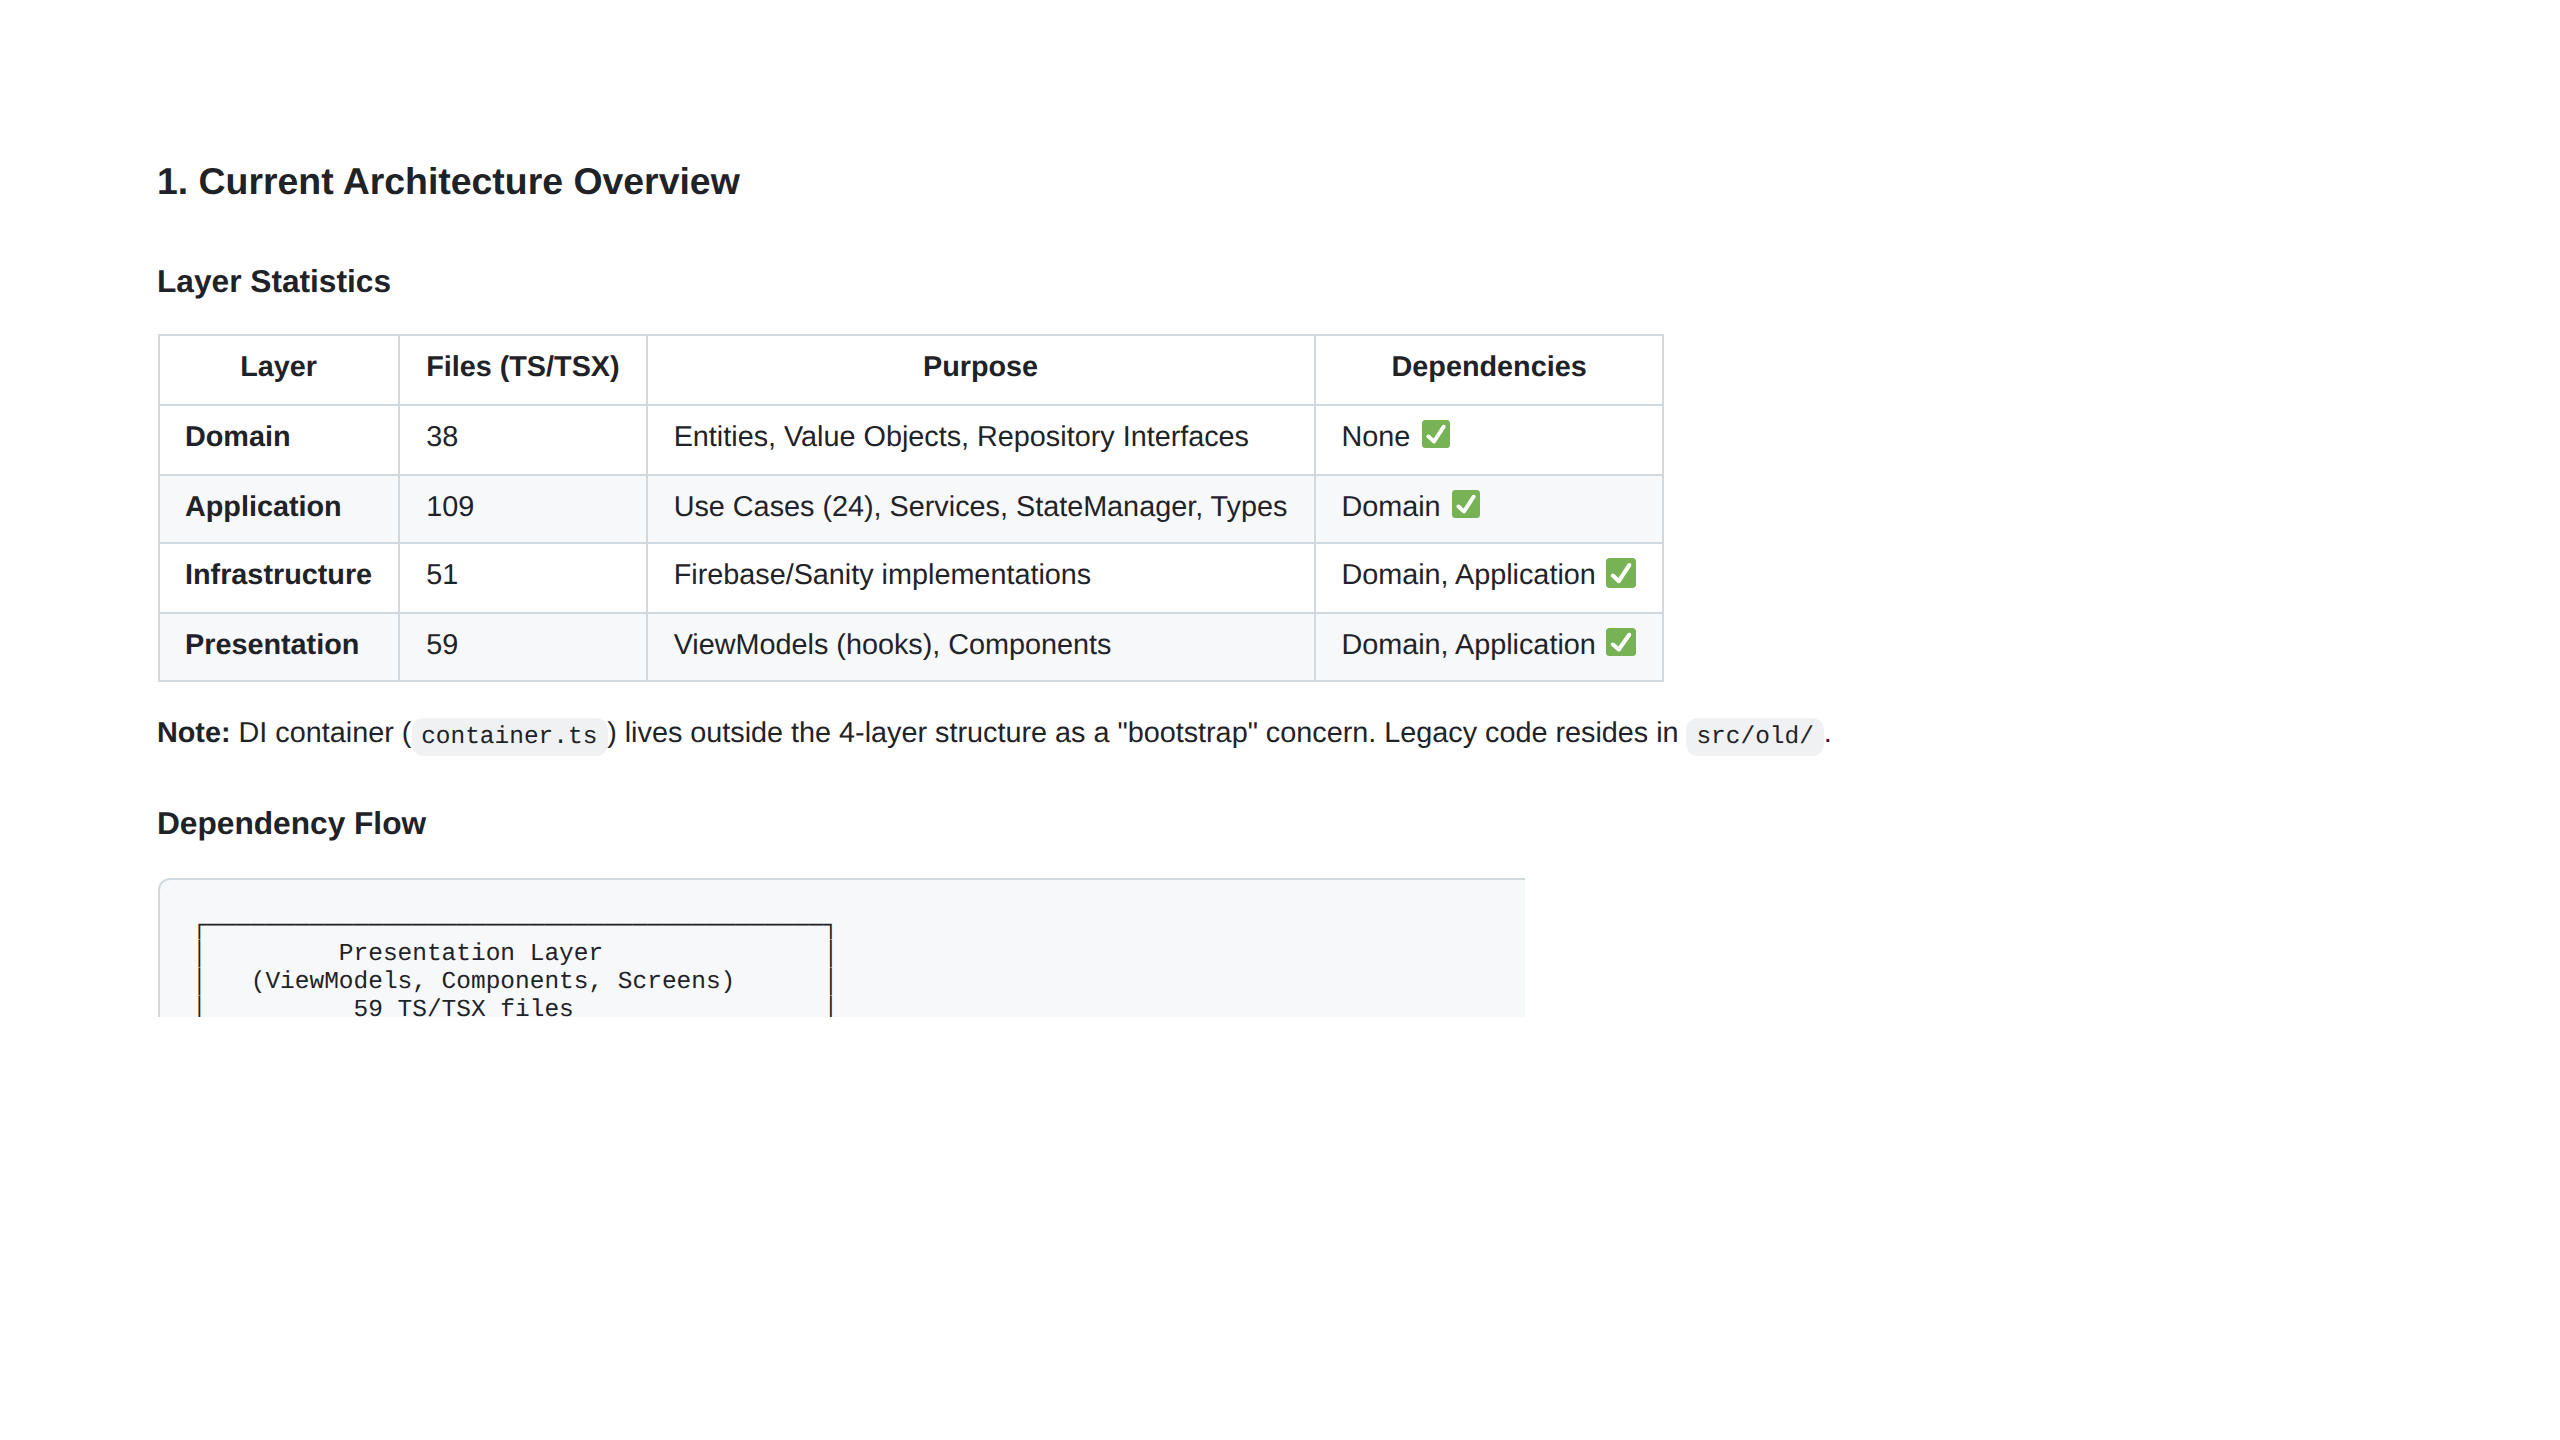 1. Current Architecture Overview
Layer Statistics
Layer Files (TS/TSX) Purpose Dependencies
Domain 38 Entities, Value Objects, Repository Interfaces None ✅
Application 109 Use Cases (24), Services, StateManager, Types Domain ✅
Infrastructure 51 Firebase/Sanity implementations Domain, Application ✅
Presentation 59 ViewModels (hooks), Components Domain, Application ✅
Note: DI container (container.ts) lives outside the 4-layer structure as a "bootstrap" concern. Legacy code resides in src/old/.
Dependency Flow
Presentation Layer
(ViewModels, Components, Screens)
59 TS/TSX files